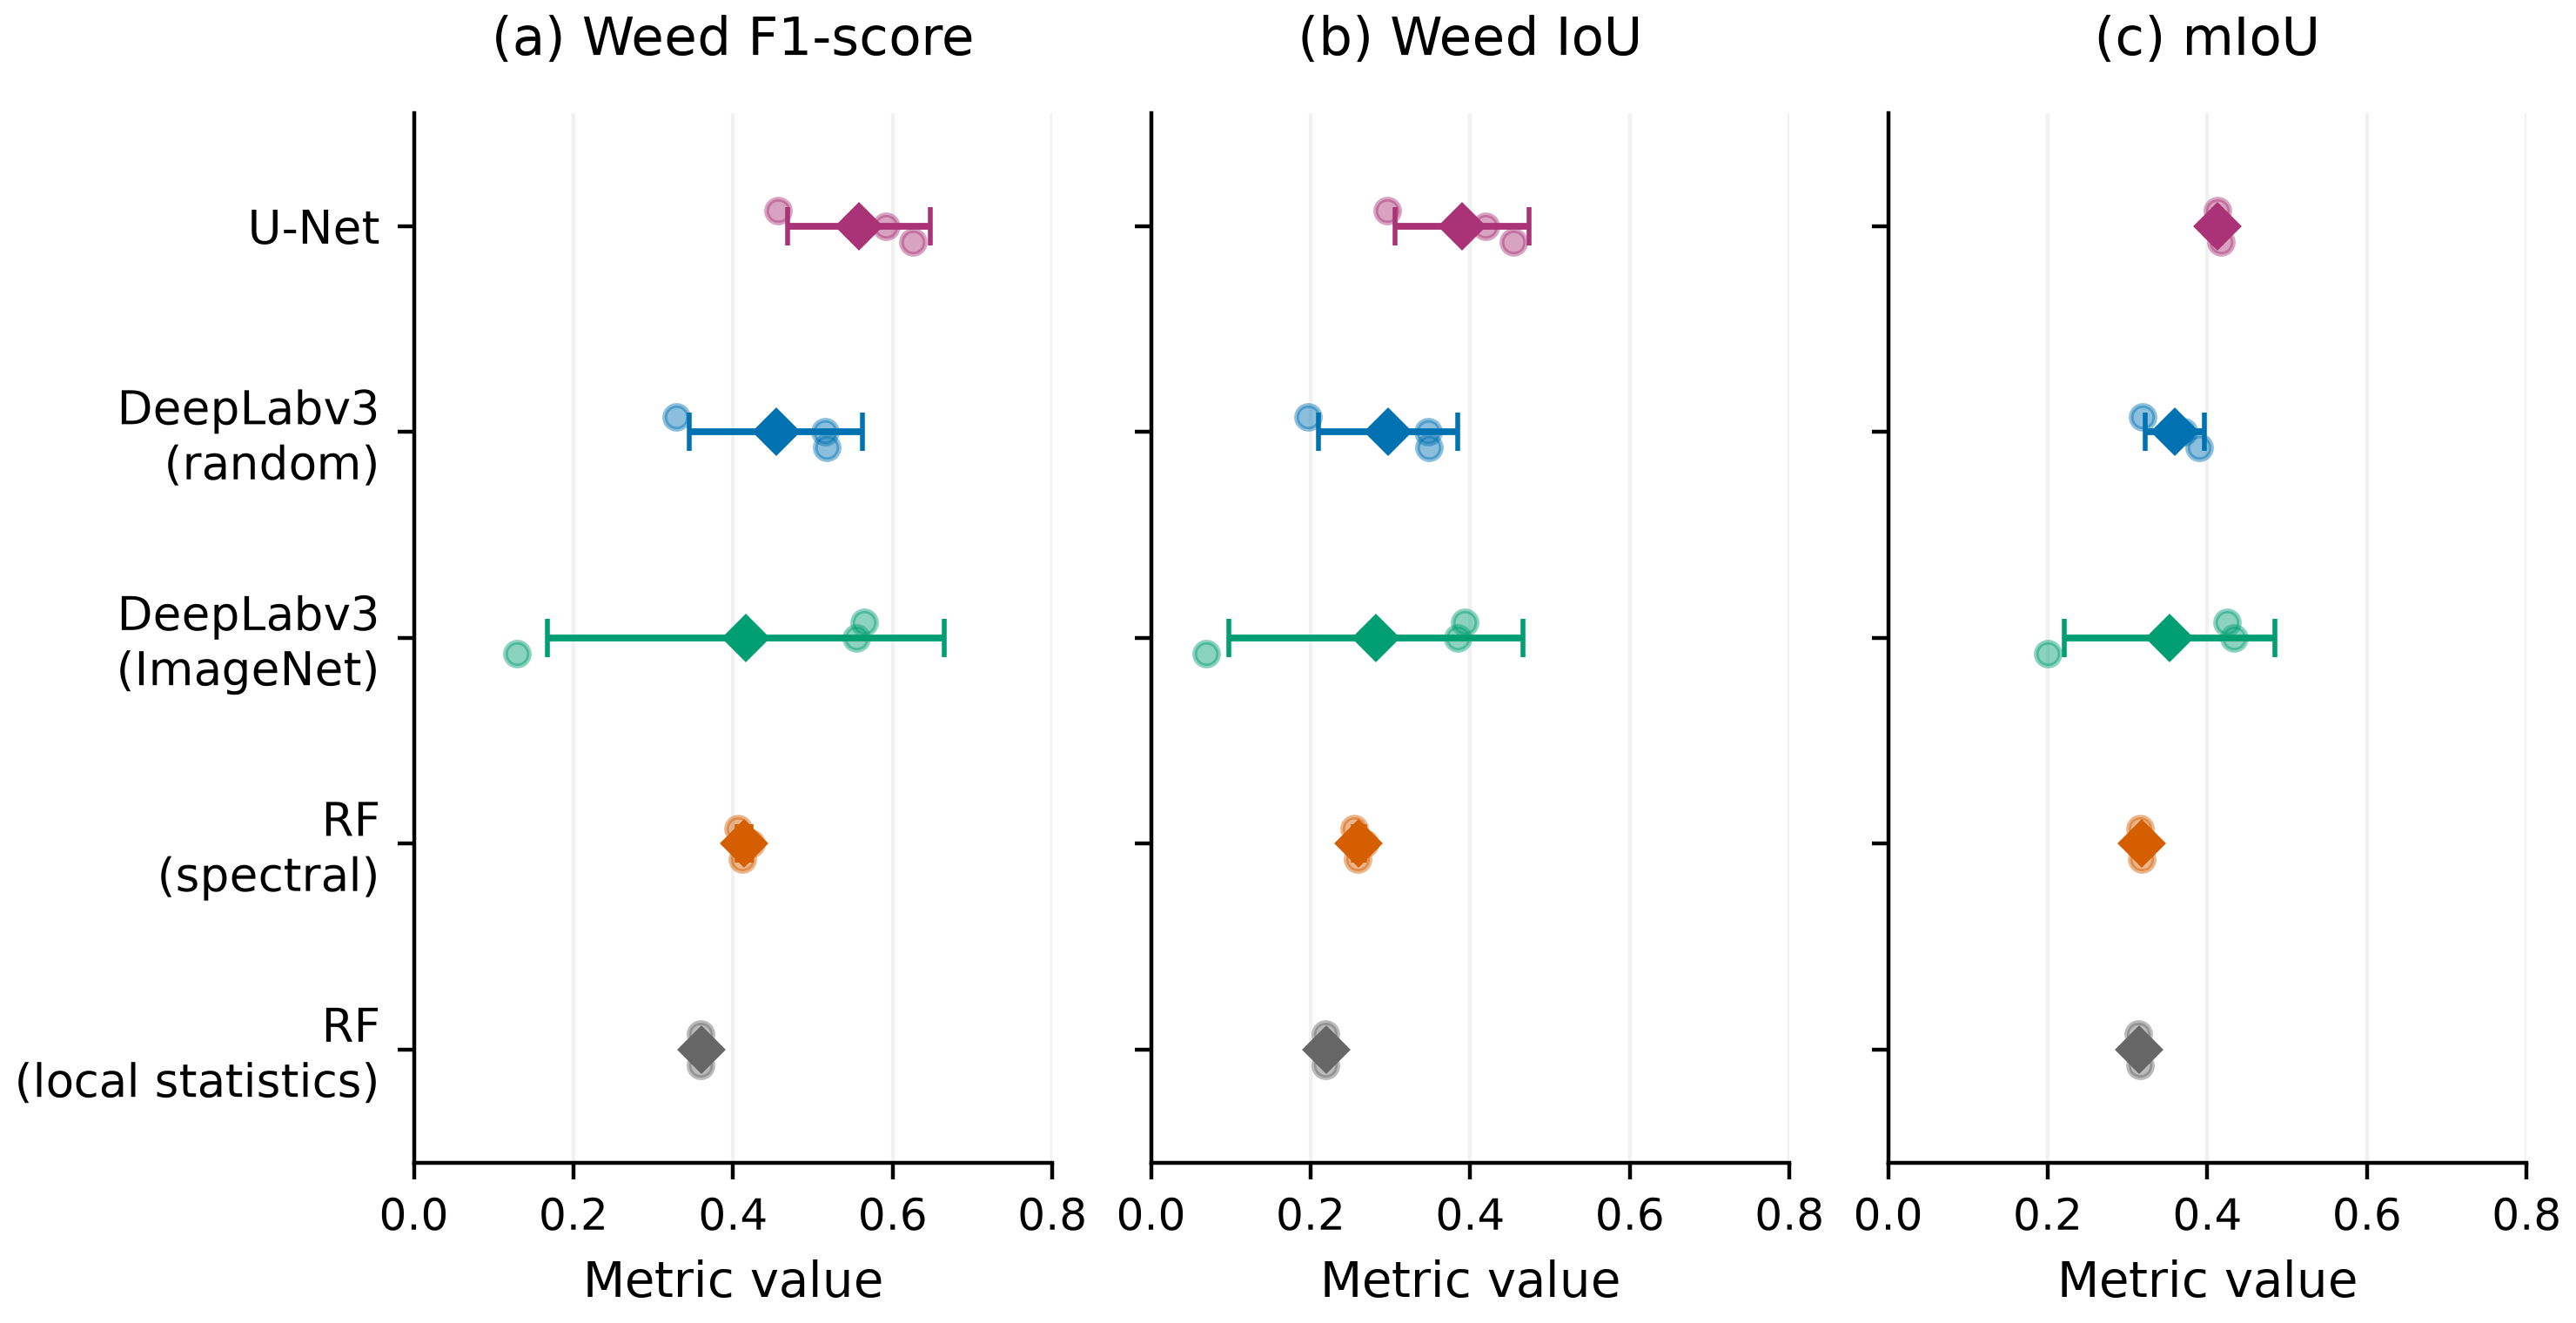 (a) Weed F1-score
(b) Weed IoU
(c) mIoU
U-Net
DeepLabv3
(random)
DeepLabv3
(ImageNet)
RF
(spectral)
RF
(local statistics)
0.0 0.2 0.4 0.6 0.8
0.0 0.2 0.4 0.6 0.8
0.0 0.2 0.4 0.6 0.8
Metric value
Metric value
Metric value